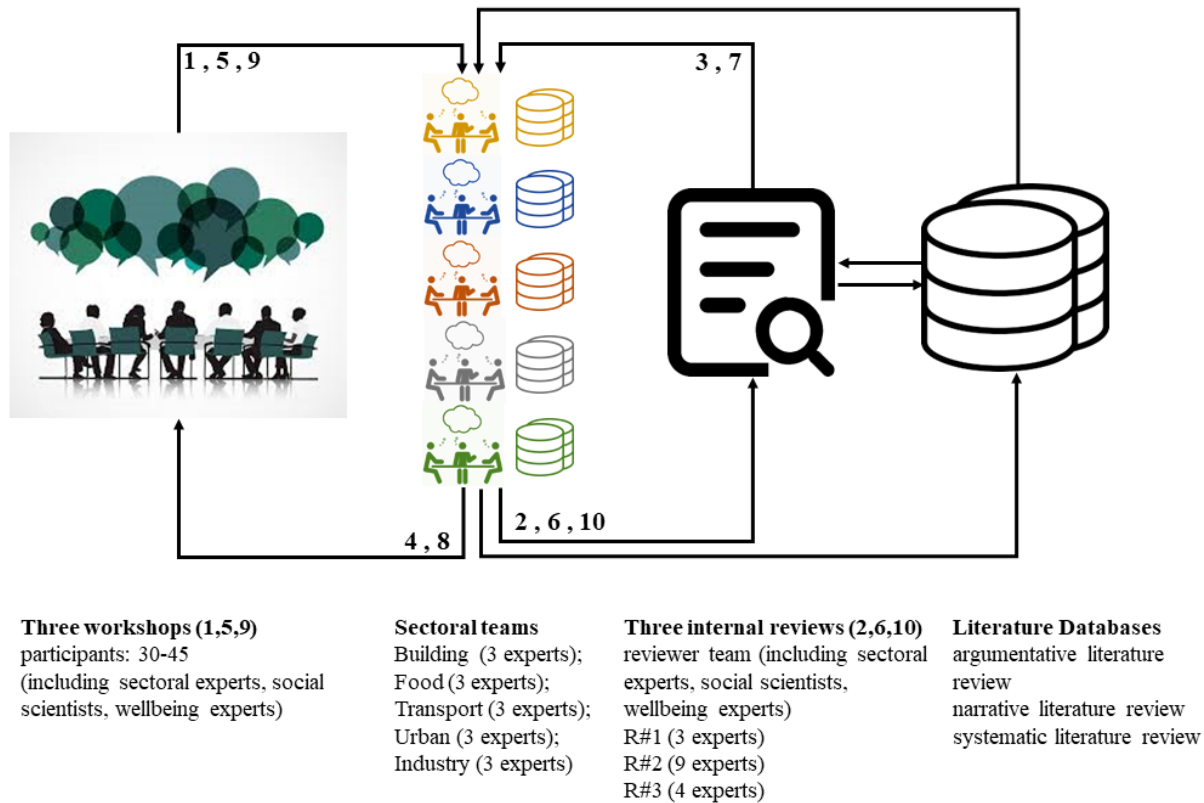 1 , 5 , 9
3 , 7
2 , 6 , 10
4 , 8
Three workshops (1,5,9)
participants: 30-45
(including sectoral experts, social
scientists, wellbeing experts)
Sectoral teams
Building (3 experts);
Food (3 experts);
Transport (3 experts);
Urban (3 experts);
Industry (3 experts)
Three internal reviews (2,6,10)
reviewer team (including sectoral
experts, social scientists,
wellbeing experts)
R#1 (3 experts)
R#2 (9 experts)
R#3 (4 experts)
Literature Databases
argumentative literature
review
narrative literature review
systematic literature review